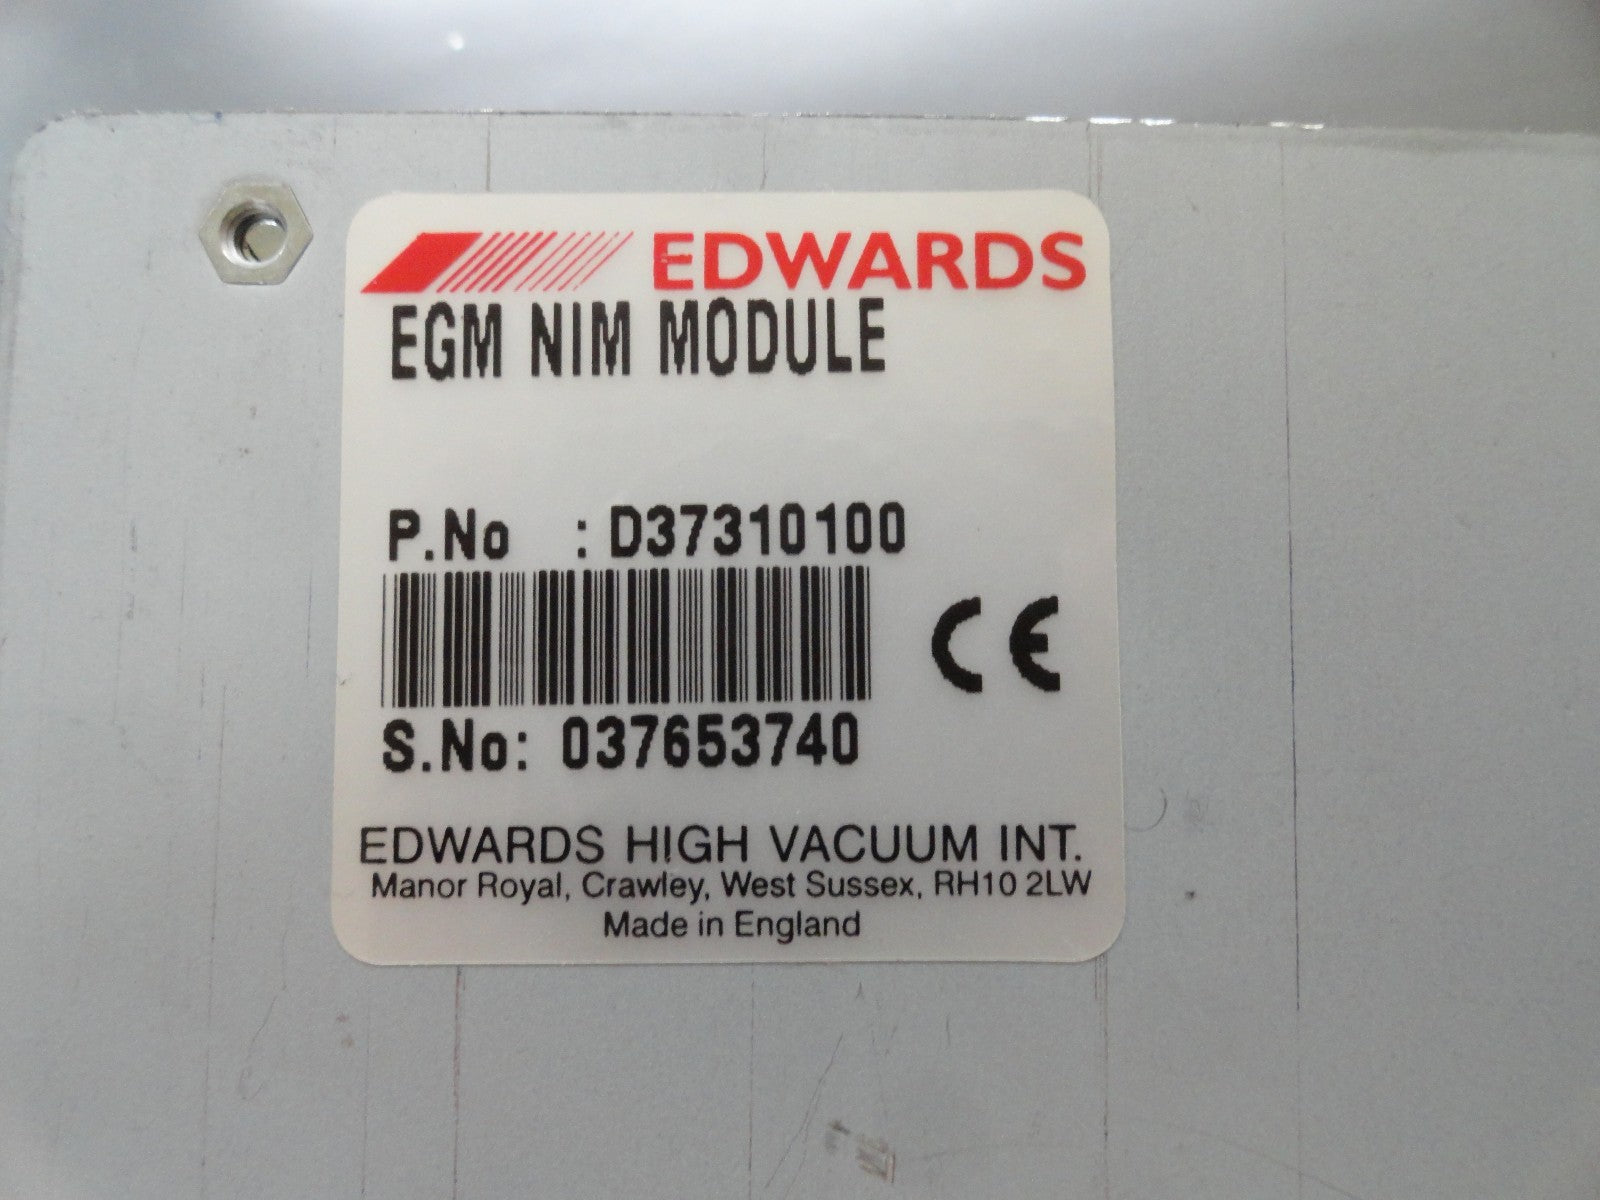 EDWARDS
EGM NIM MODULE
P.No : D37310100
CE
S.No: 037653740
EDWARDS HIGH VACUUM INT.
Manor Royal, Crawley, West Sussex, RH10 2LW
Made in England